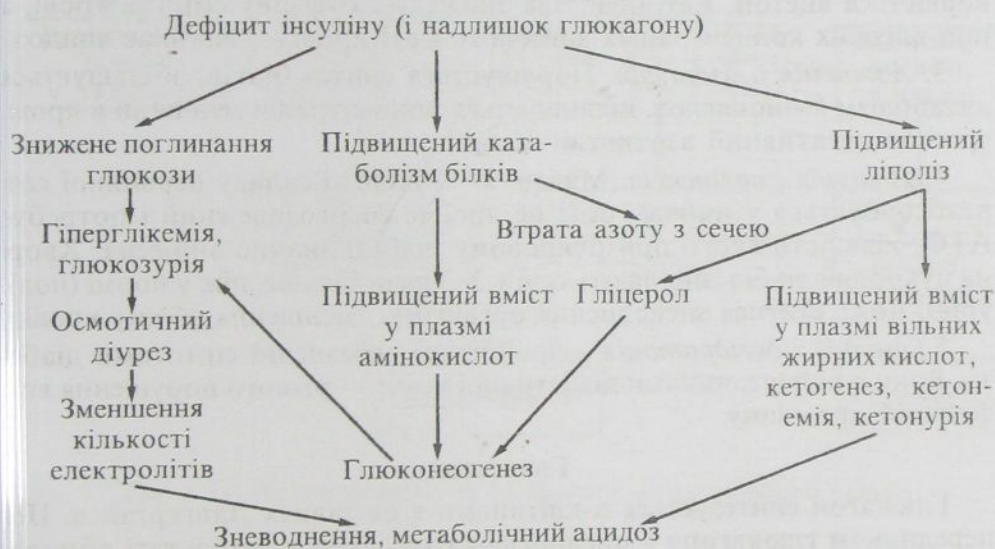 Дефіцит інсуліну (і надлишок глюкагону)
Знижене поглинання
глюкози
Підвищений ката-
болізм білків
Підвищений
ліполіз
Втрата азоту з сечею
Гіперглікемія,
глюкозурія
Осмотичний
діурез
Зменшення
кількості
електролітів
Підвищений вміст
у плазмі
амінокислот
Гліцерол
Підвищений вміст
у плазмі вільних
жирних кислот,
кетогенез, кетон-
емія, кетонурія
Глюконеогенез
Зневоднення, метаболічний ацидоз